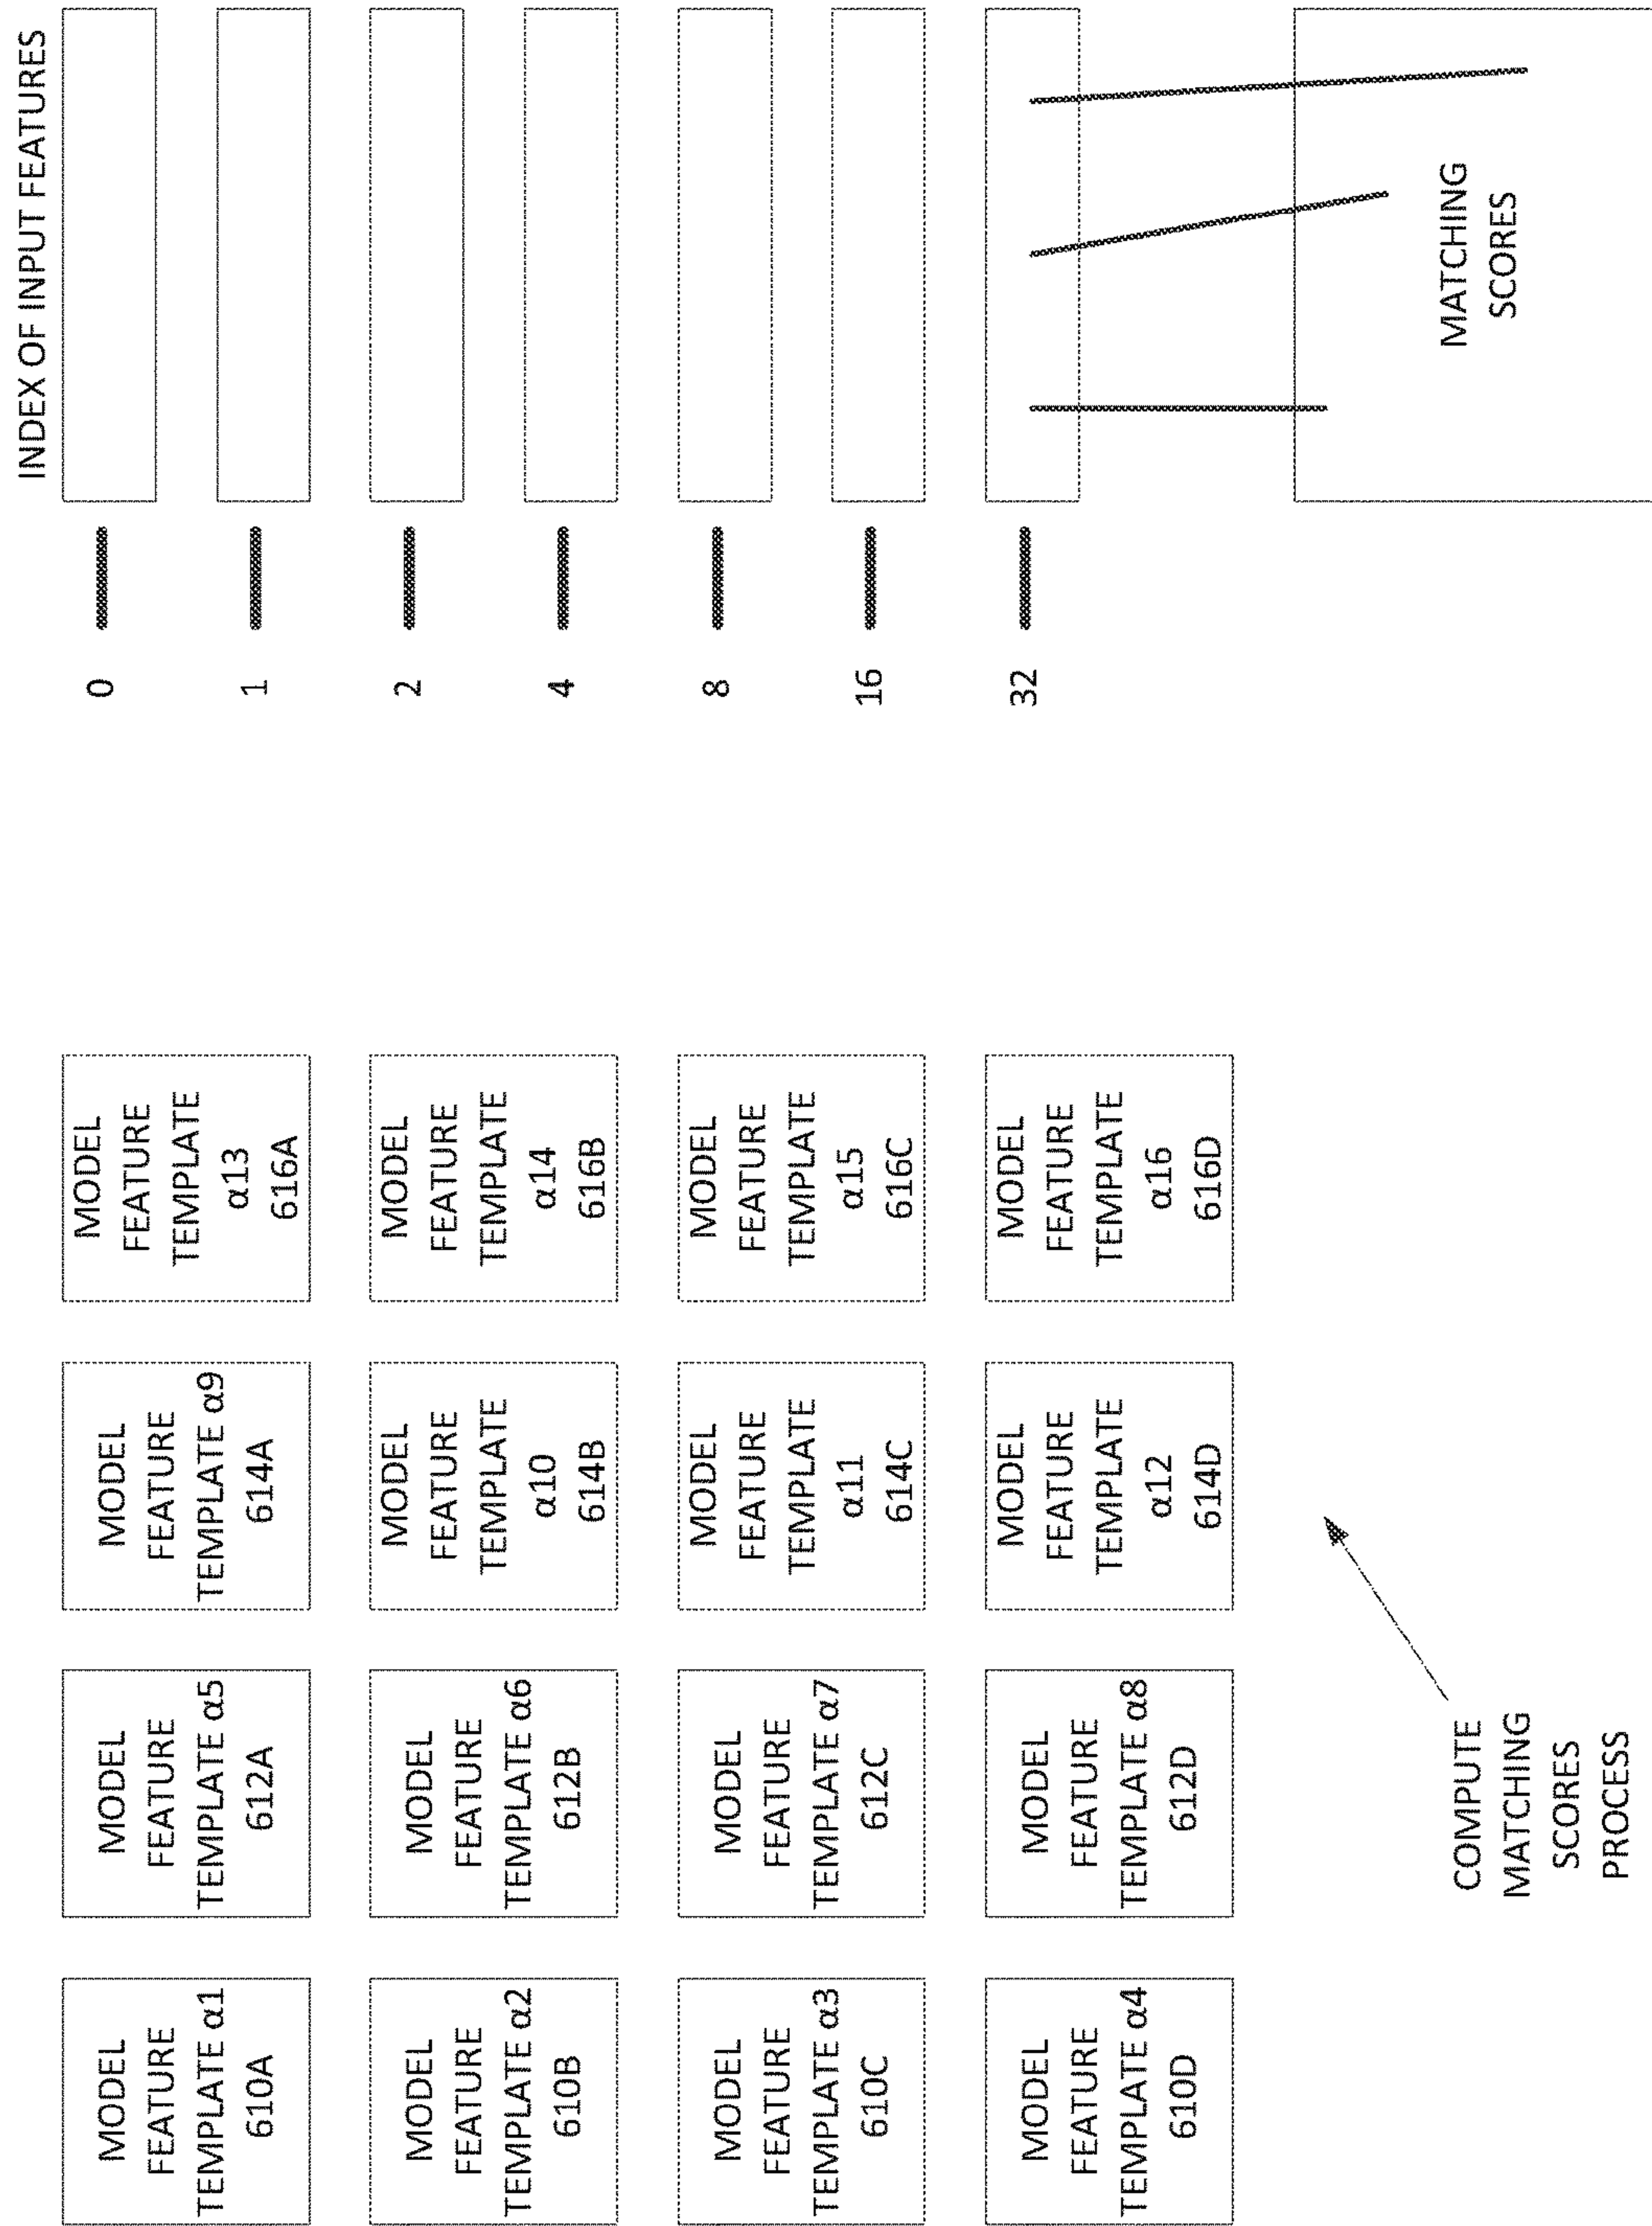 INDEX OF INPUT FEATURES
MODEL
FEATURE
TEMPLATE α1
610A
MODEL
FEATURE
TEMPLATE α5
612A
MODEL
FEATURE
TEMPLATE α9
614A
MODEL
FEATURE
TEMPLATE
α13
616A
MODEL
FEATURE
TEMPLATE α2
610B
MODEL
FEATURE
TEMPLATE α6
612B
MODEL
FEATURE
TEMPLATE
α10
614B
MODEL
FEATURE
TEMPLATE
α14
616B
MODEL
FEATURE
TEMPLATE α3
610C
MODEL
FEATURE
TEMPLATE α7
612C
MODEL
FEATURE
TEMPLATE
α11
614C
MODEL
FEATURE
TEMPLATE
α15
616C
MODEL
FEATURE
TEMPLATE α4
610D
MODEL
FEATURE
TEMPLATE α8
612D
MODEL
FEATURE
TEMPLATE
α12
614D
MODEL
FEATURE
TEMPLATE
α16
616D
0
1
2
4
8
16
32
COMPUTE
MATCHING
SCORES
PROCESS
MATCHING
SCORES